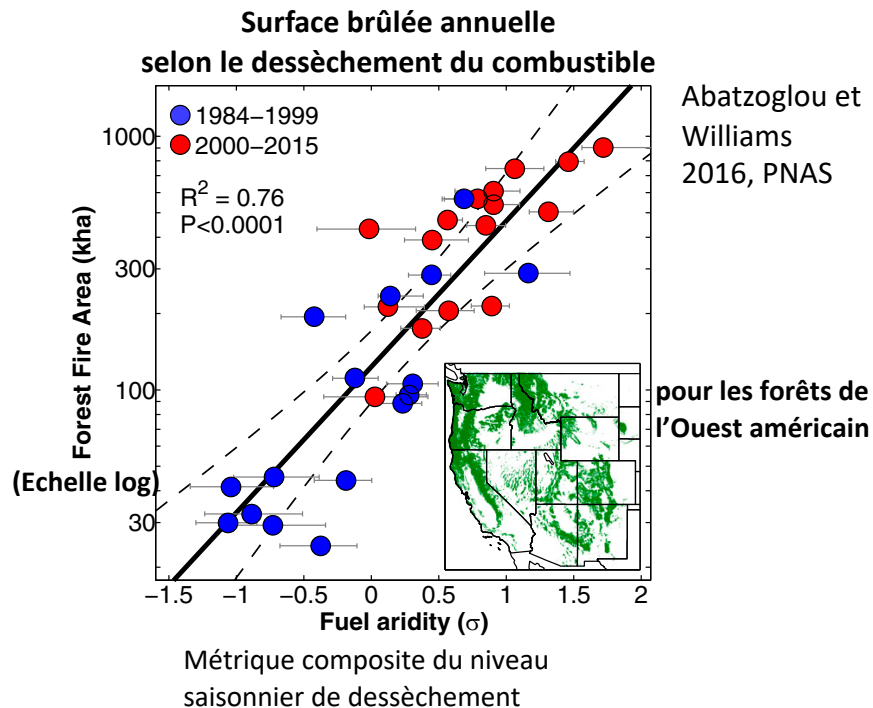 Surface brûlée annuelle
selon le dessèchement du combustible
1984–1999
2000–2015
R² = 0.76
P<0.0001
Abatzoglou et
Williams
2016, PNAS
Forest Fire Area (kha)
1000
300
100
30
(Echelle log)
pour les forêts de
l’Ouest américain
−1.5 −1 −0.5 0 0.5 1 1.5 2
Fuel aridity (σ)
Métrique composite du niveau
saisonnier de dessèchement